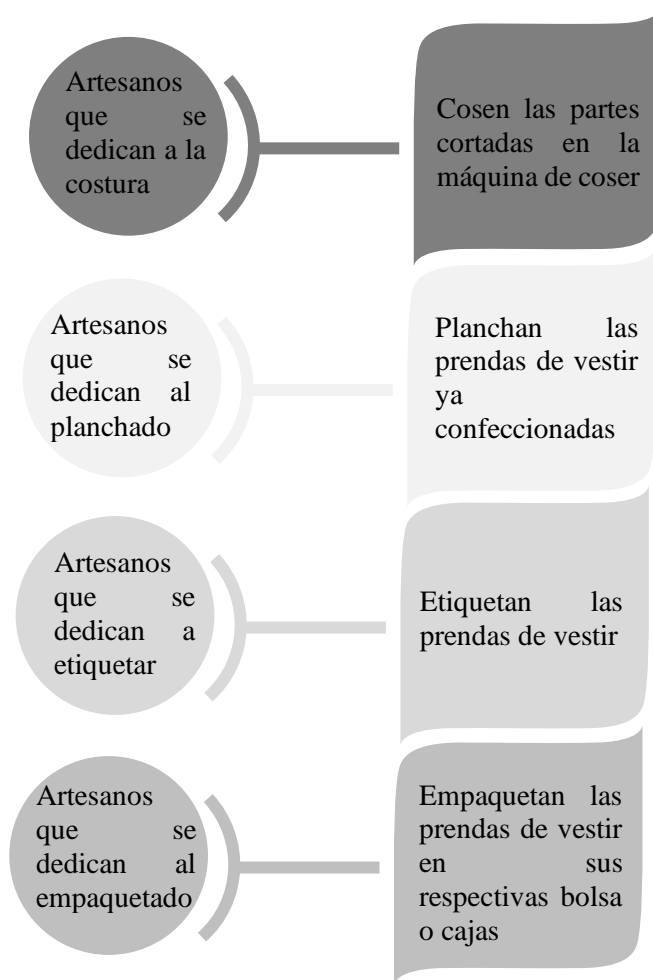 Artesanos
que se
dedican a la
costura
Cosen las partes
cortadas en la
máquina de coser
Artesanos
que se
dedican al
planchado
Planchan las
prendas de vestir
ya
confeccionadas
Artesanos
que se
dedican a
etiquetar
Etiquetan las
prendas de vestir
Artesanos
que se
dedican al
empaquetado
Empaquetan las
prendas de vestir
en sus
respectivas bolsa
o cajas